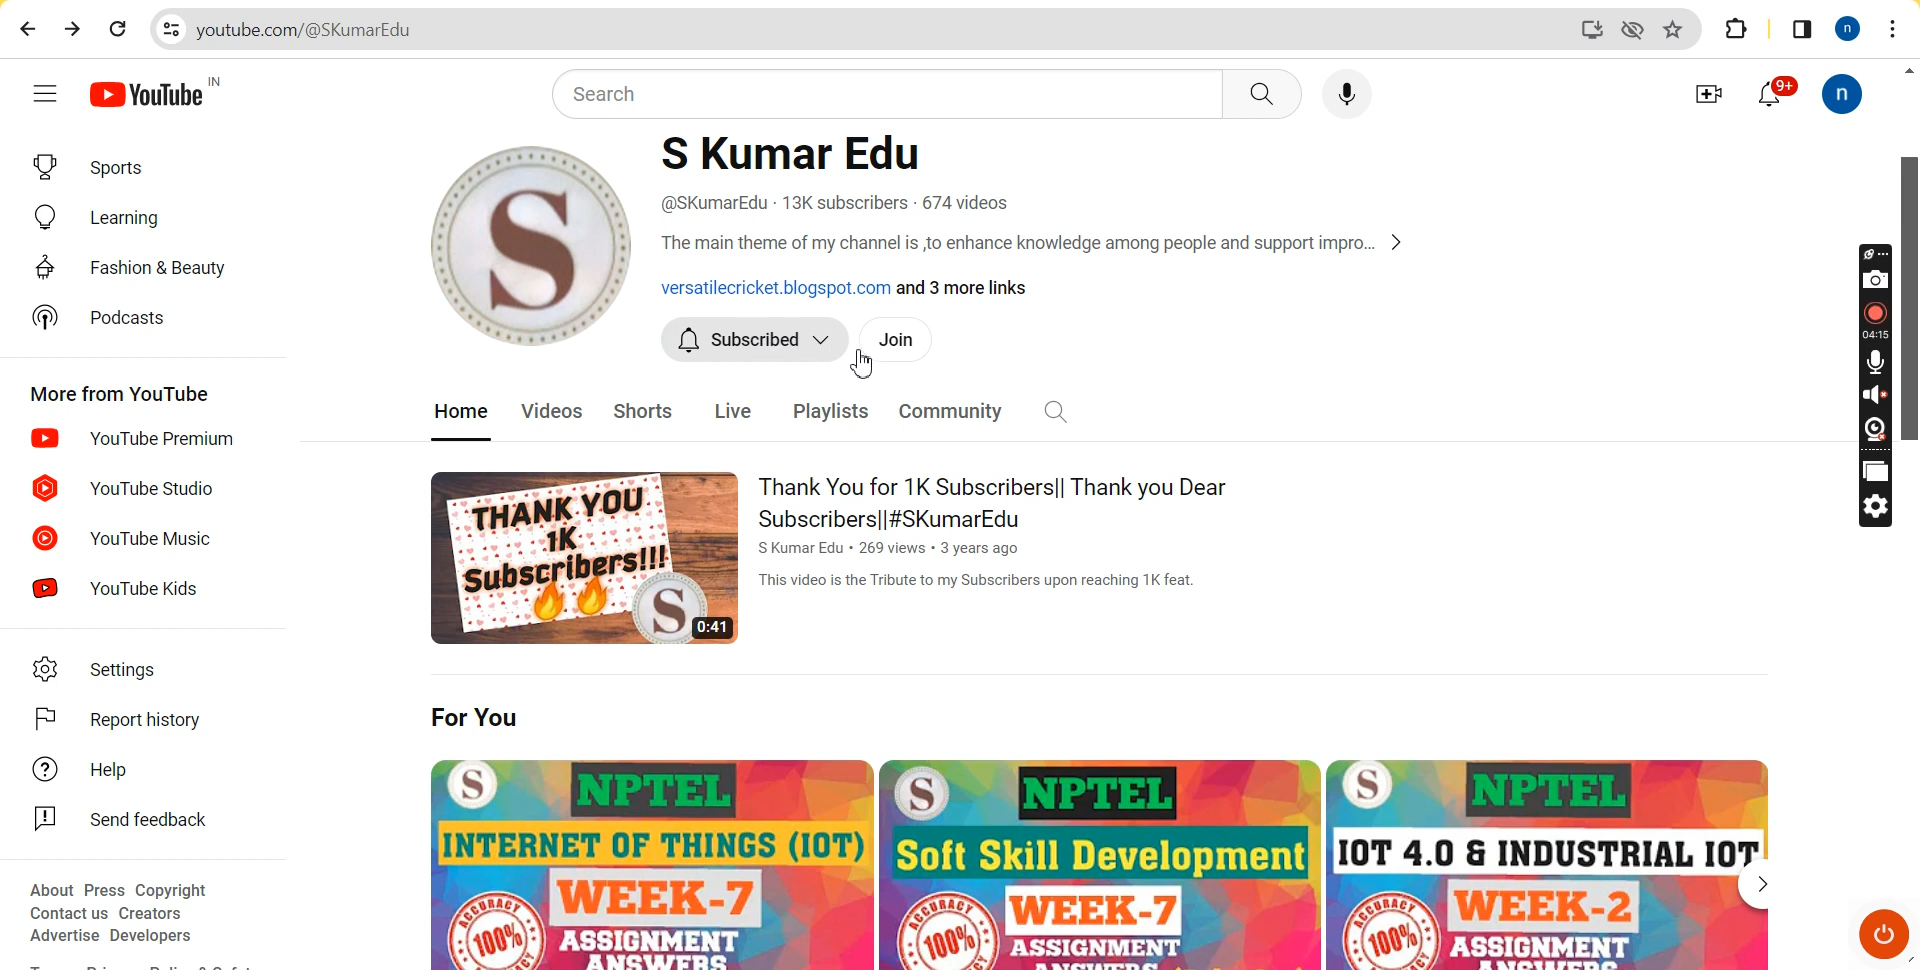 youtube.com/@SKumarEdu
n
YouTube IN
Search
9+
n
Sports
Learning
Fashion & Beauty
Podcasts
More from YouTube
YouTube Premium
YouTube Studio
YouTube Music
YouTube Kids
Settings
Report history
Help
Send feedback
About Press Copyright
Contact us Creators
Advertise Developers
S
S Kumar Edu
@SKumarEdu · 13K subscribers · 674 videos
The main theme of my channel is ,to enhance knowledge among people and support impro...
versatilecricket.blogspot.com and 3 more links
Subscribed
Join
Home Videos Shorts Live Playlists Community
THANK YOU
1K
Subscribers!!!
S
0:41
Thank You for 1K Subscribers|| Thank you Dear
Subscribers||#SKumarEdu
S Kumar Edu • 269 views • 3 years ago
This video is the Tribute to my Subscribers upon reaching 1K feat.
For You
S
NPTEL
INTERNET OF THINGS (IOT)
WEEK-7
ACCURACY
100%
ASSIGNMENT
ANSWERS
S
NPTEL
Soft Skill Development
WEEK-7
ACCURACY
100%
ASSIGNMENT
ANSWERS
S
NPTEL
IOT 4.0 & INDUSTRIAL IOT
WEEK-2
ACCURACY
100%
ASSIGNMENT
ANSWERS
04:15